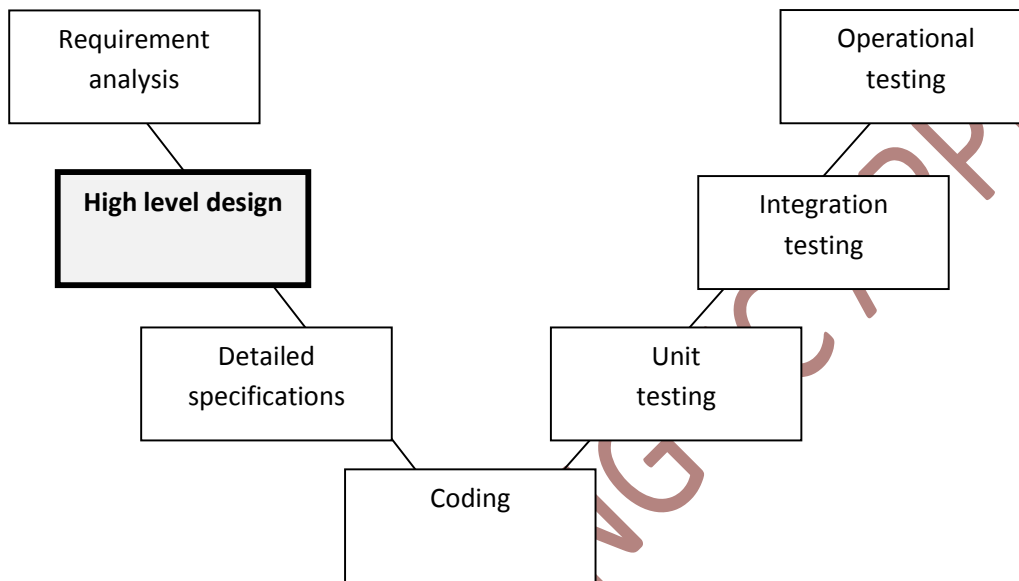 Requirement
analysis
Operational
testing
High level design
Integration
testing
Detailed
specifications
Unit
testing
Coding